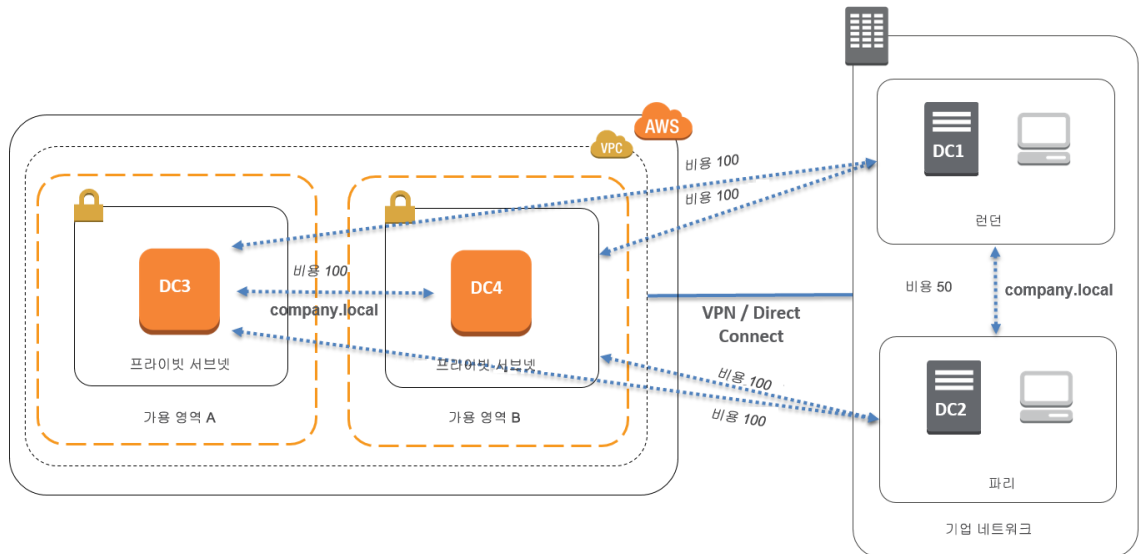 AWS
VPC
DC3
프라이빗 서브넷
가용 영역 A
비용 100
company.local
DC4
프라이빗 서브넷
가용 영역 B
비용 100
비용 100
VPN / Direct
Connect
비용 100
비용 100
DC1
런던
비용 50
company.local
DC2
파리
기업 네트워크